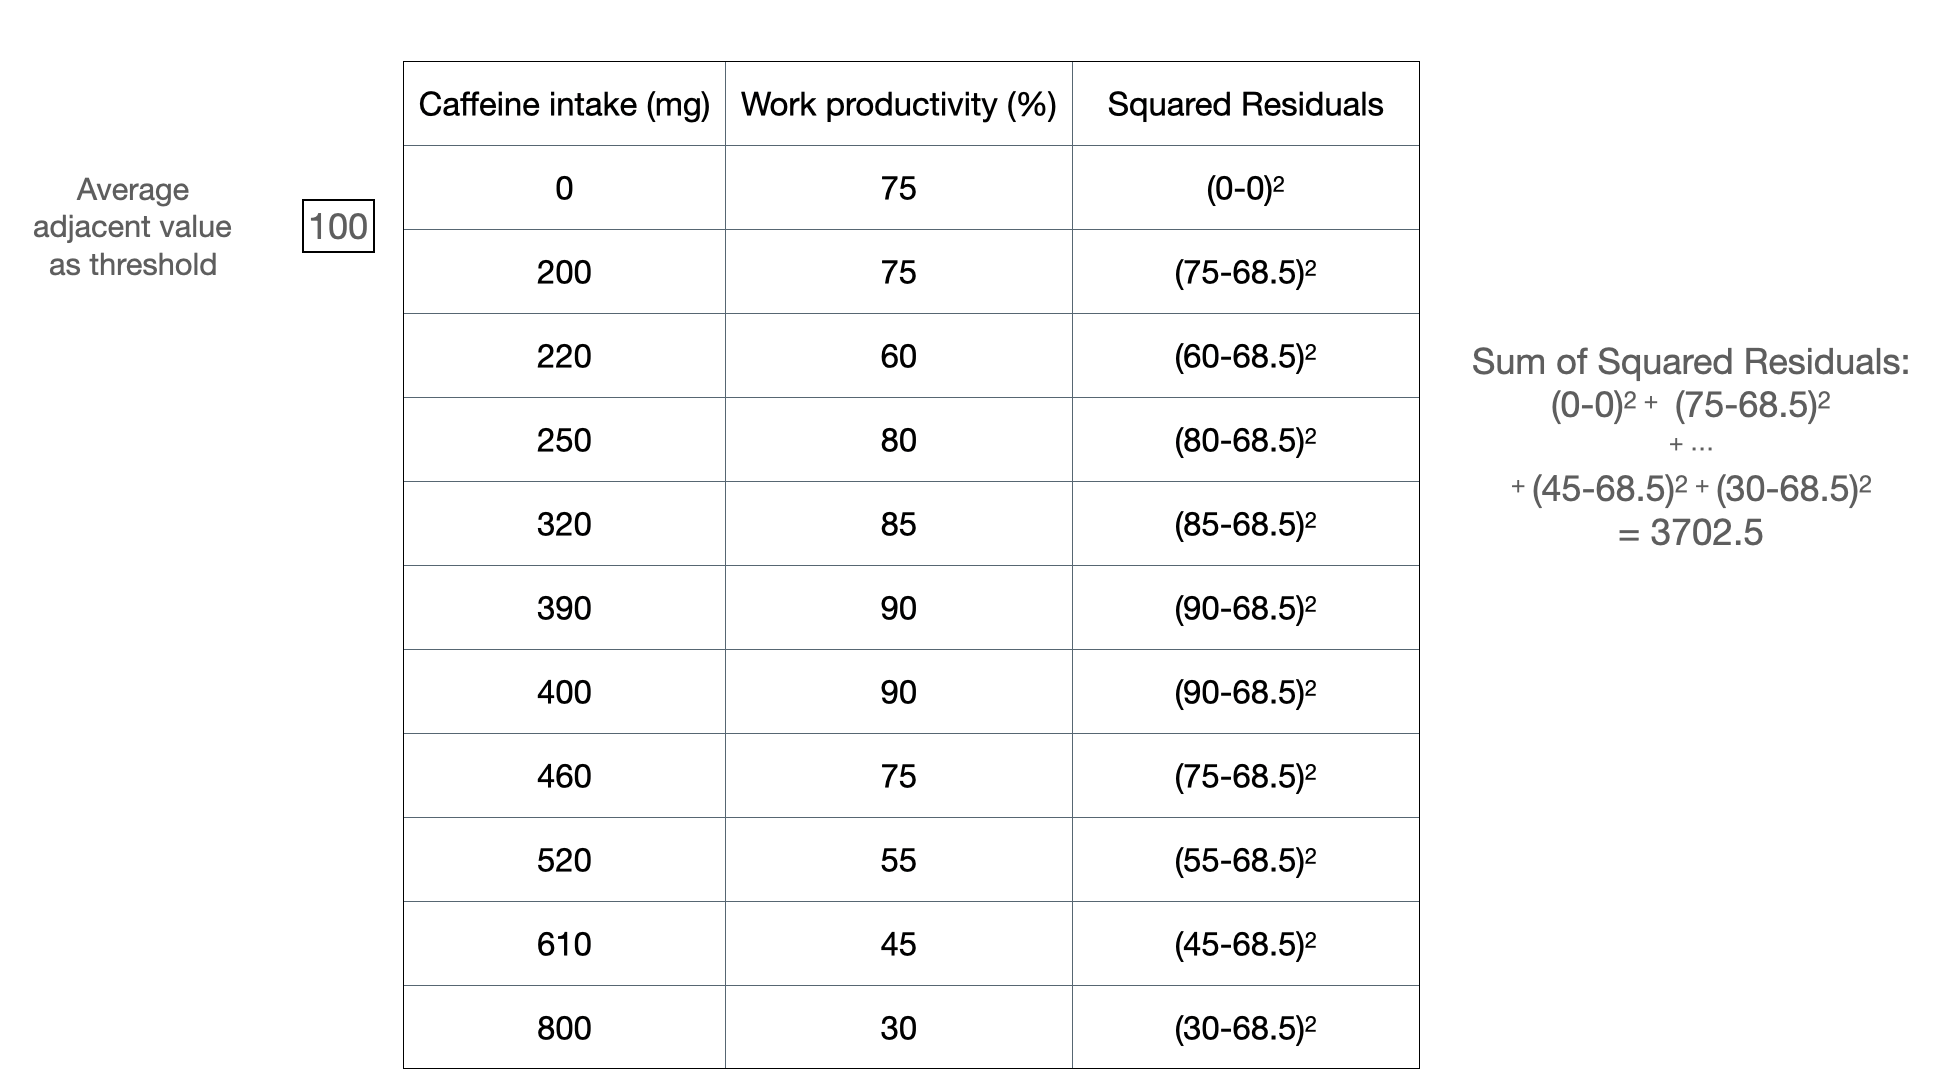 Caffeine intake (mg) Work productivity (%) Squared Residuals
0 75 (0-0)²
Average
adjacent value
as threshold
100
200 75 (75-68.5)²
220 60 (60-68.5)²
250 80 (80-68.5)²
320 85 (85-68.5)²
390 90 (90-68.5)²
400 90 (90-68.5)²
460 75 (75-68.5)²
520 55 (55-68.5)²
610 45 (45-68.5)²
800 30 (30-68.5)²
Sum of Squared Residuals:
(0-0)² + (75-68.5)²
+ ...
+ (45-68.5)² + (30-68.5)²
= 3702.5